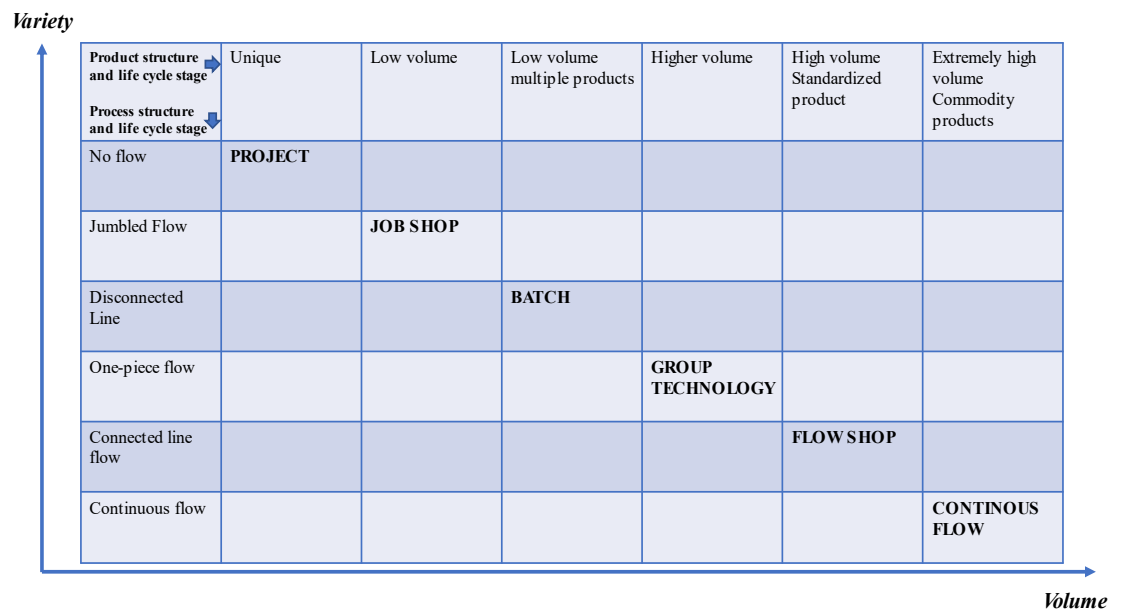 Variety
Product structure
and life cycle stage
Process structure
and life cycle stage
Unique
Low volume
Low volume
multiple products
Higher volume
High volume
Standardized
product
Extremely high
volume
Commodity
products
No flow
PROJECT
Jumbled Flow
JOB SHOP
Disconnected
Line
BATCH
One-piece flow
GROUP
TECHNOLOGY
Connected line
flow
FLOW SHOP
Continuous flow
CONTINOUS
FLOW
Volume